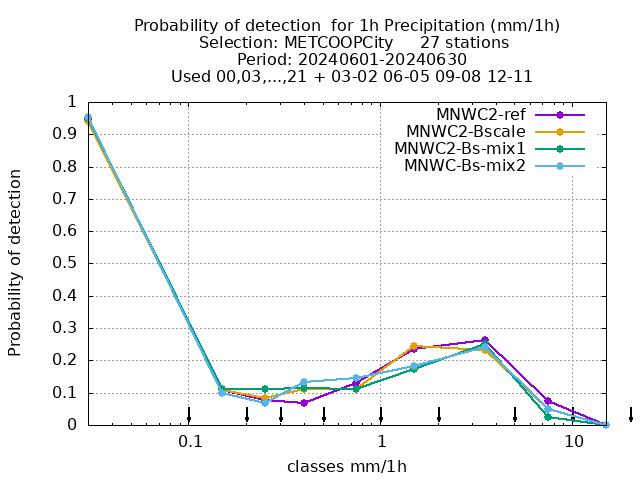 Probability of detection  for 1h Precipitation (mm/1h)
Selection: METCOOPCity     27 stations
Period: 20240601-20240630
Used 00,03,...,21 + 03-02 06-05 09-08 12-11
MNWC2-ref
MNWC2-Bscale
MNWC2-Bs-mix1
MNWC-Bs-mix2
1
0.9
0.8
0.7
0.6
0.5
0.4
0.3
0.2
0.1
0
Probability of detection
0.1 1 10
classes mm/1h